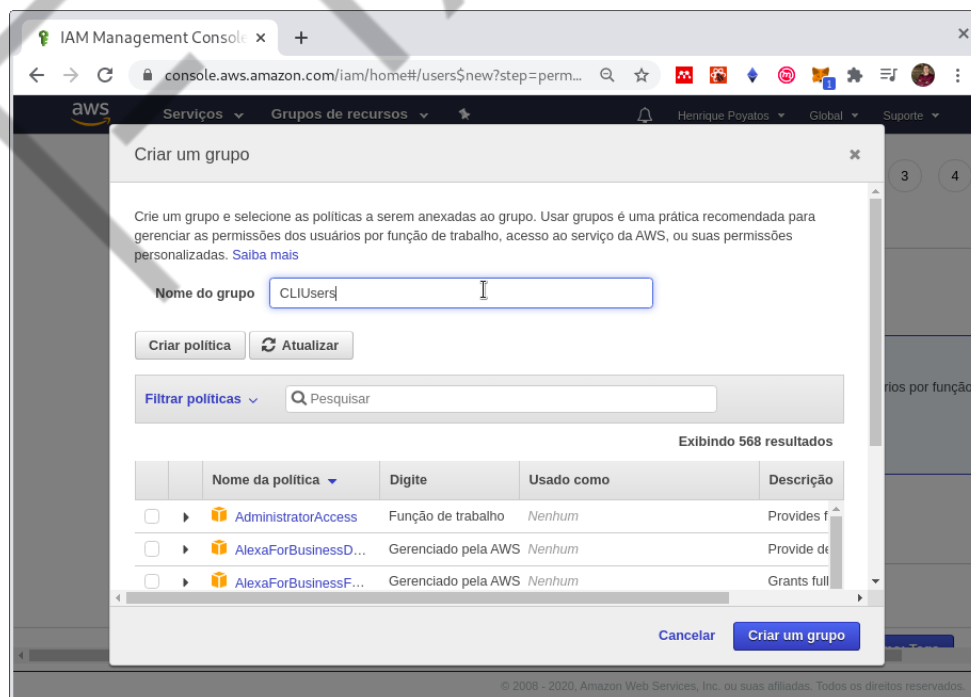 IAM Management Console
console.aws.amazon.com/iam/home#/users$new?step=perm...
1
aws Serviços Grupos de recursos Henrique Poyatos Global Suporte
Criar um grupo
3 4
Crie um grupo e selecione as políticas a serem anexadas ao grupo. Usar grupos é uma prática recomendada para
gerenciar as permissões dos usuários por função de trabalho, acesso ao serviço da AWS, ou suas permissões
personalizadas. Saiba mais
Nome do grupo CLIUsers
Criar política Atualizar
rios por função
Filtrar políticas Pesquisar
Exibindo 568 resultados
Nome da política Digite Usado como Descrição
AdministratorAccess Função de trabalho Nenhum Provides f
AlexaForBusinessD... Gerenciado pela AWS Nenhum Provide de
AlexaForBusinessF... Gerenciado pela AWS Nenhum Grants full
Cancelar Criar um grupo
© 2008 - 2020, Amazon Web Services, Inc. ou suas afiliadas. Todos os direitos reservados.